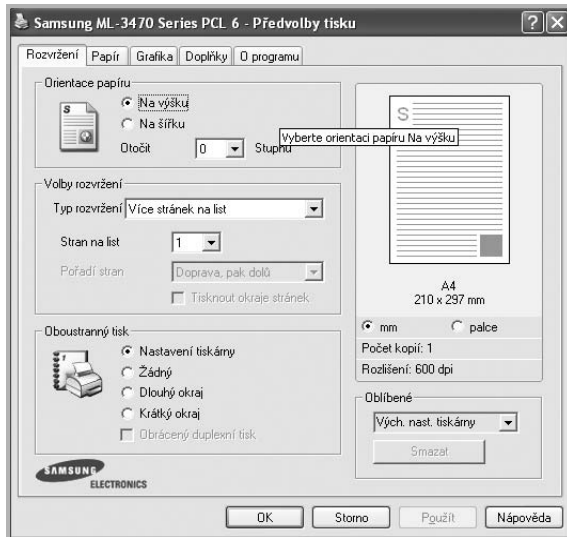 Samsung ML-3470 Series PCL 6 - Předvolby tisku
Rozvržení Papír Grafika Doplňky O programu
Orientace papíru
Na výšku
Na šířku
Otočit 0 Stupňů
Vyberte orientaci papíru Na výšku
Volby rozvržení
Typ rozvržení Více stránek na list
Stran na list 1
Pořadí stran Doprava, pak dolů
Tisknout okraje stránek
Oboustranný tisk
Nastavení tiskárny
Žádný
Dlouhý okraj
Krátký okraj
Obrácený duplexní tisk
SAMSUNG
ELECTRONICS
S
S
A4
210 x 297 mm
mm palce
Počet kopií: 1
Rozlišení: 600 dpi
Oblíbené
Vých. nast. tiskárny
Smazat
OK Storno Použít Nápověda